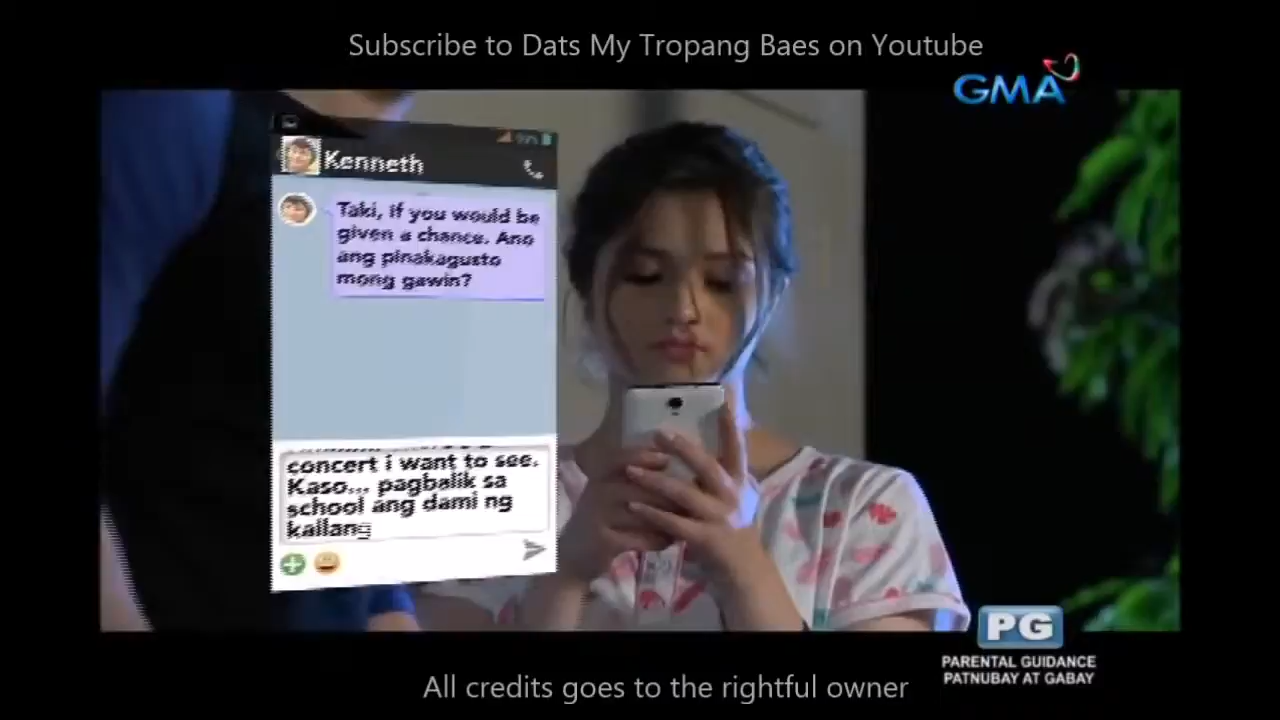 Subscribe to Dats My Tropang Baes on Youtube
GMA
Kenneth
Taki, if you would be
given a chance. Ano
ang pinakagusto
mong gawin?
concert i want to see.
Kaso... pagbalik sa
school ang dami ng
kailang
PG
PARENTAL GUIDANCE
PATNUBAY AT GABAY
All credits goes to the rightful owner